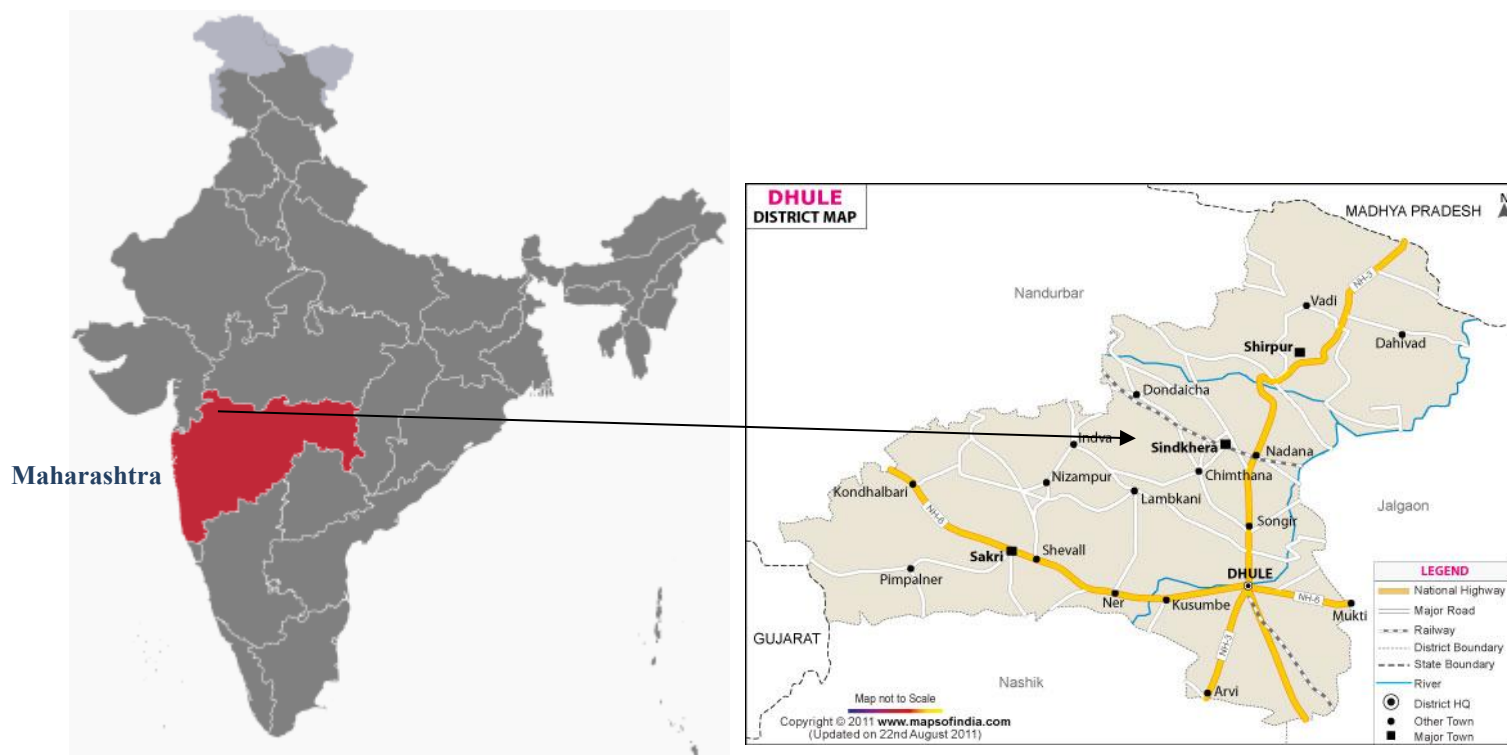 Maharashtra
DHULE
DISTRICT MAP
MADHYA PRADESH
N
NH-3
Nandurbar
Vadi
Shirpur
Dahivad
Dondaicha
Indva
Sindkhera
Nadana
Chimthana
Nizampur
Kondhalbari
Lambkani
Jalgaon
NH-6
Songir
Sakri
Shevall
Pimpalner
DHULE
Ner
Kusumbe
NH-6
Mukti
GUJARAT
NH-3
Nashik
Arvi
Map not to Scale
Copyright © 2011 www.mapsofindia.com
(Updated on 22nd August 2011)
LEGEND
National Highway
Major Road
Railway
District Boundary
State Boundary
River
District HQ
Other Town
Major Town